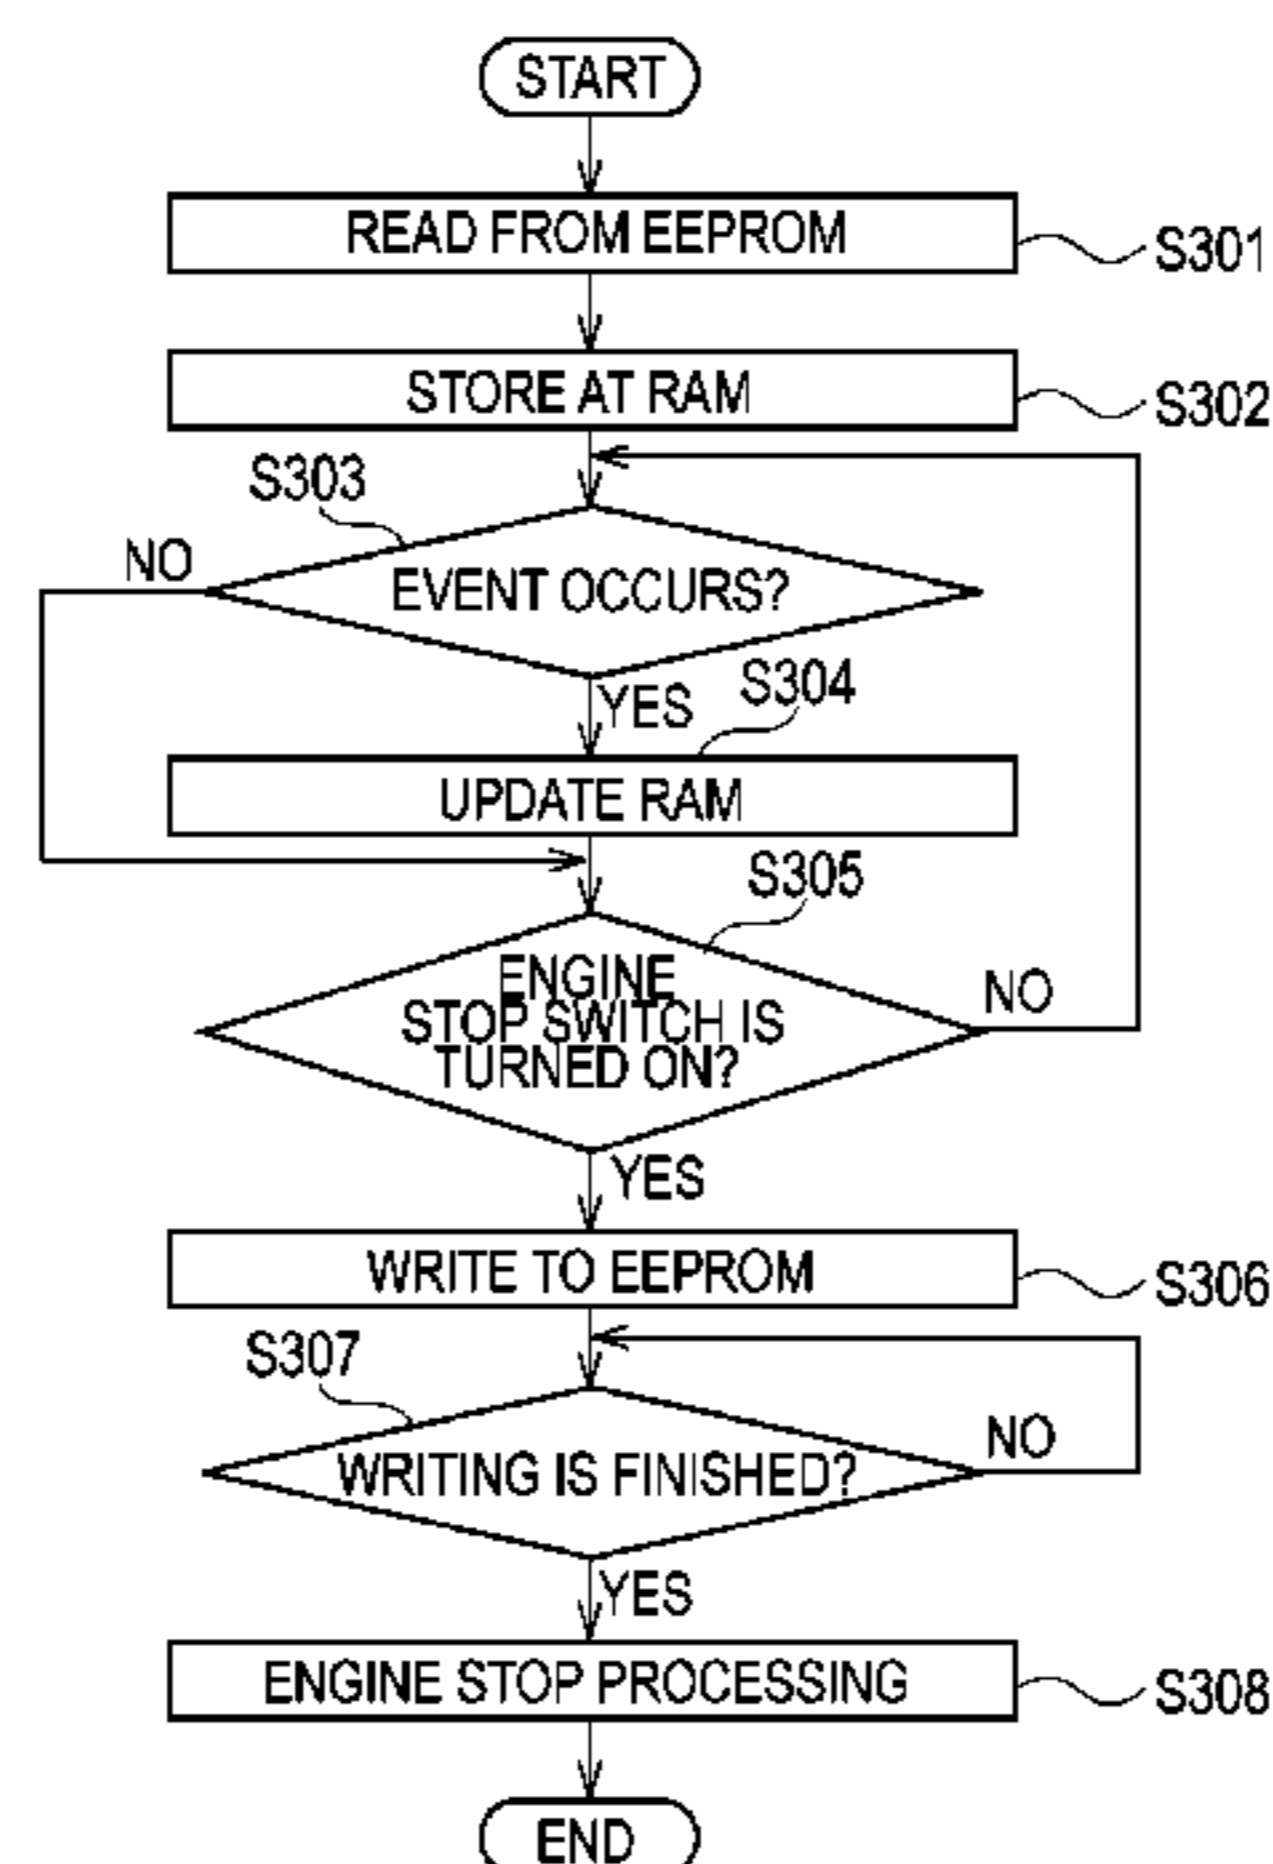 START
READ FROM EEPROM
S301
STORE AT RAM
S302
S303
NO
EVENT OCCURS?
YES
S304
UPDATE RAM
S305
ENGINE
STOP SWITCH IS
TURNED ON?
NO
YES
WRITE TO EEPROM
S306
S307
WRITING IS FINISHED?
NO
YES
ENGINE STOP PROCESSING
S308
END